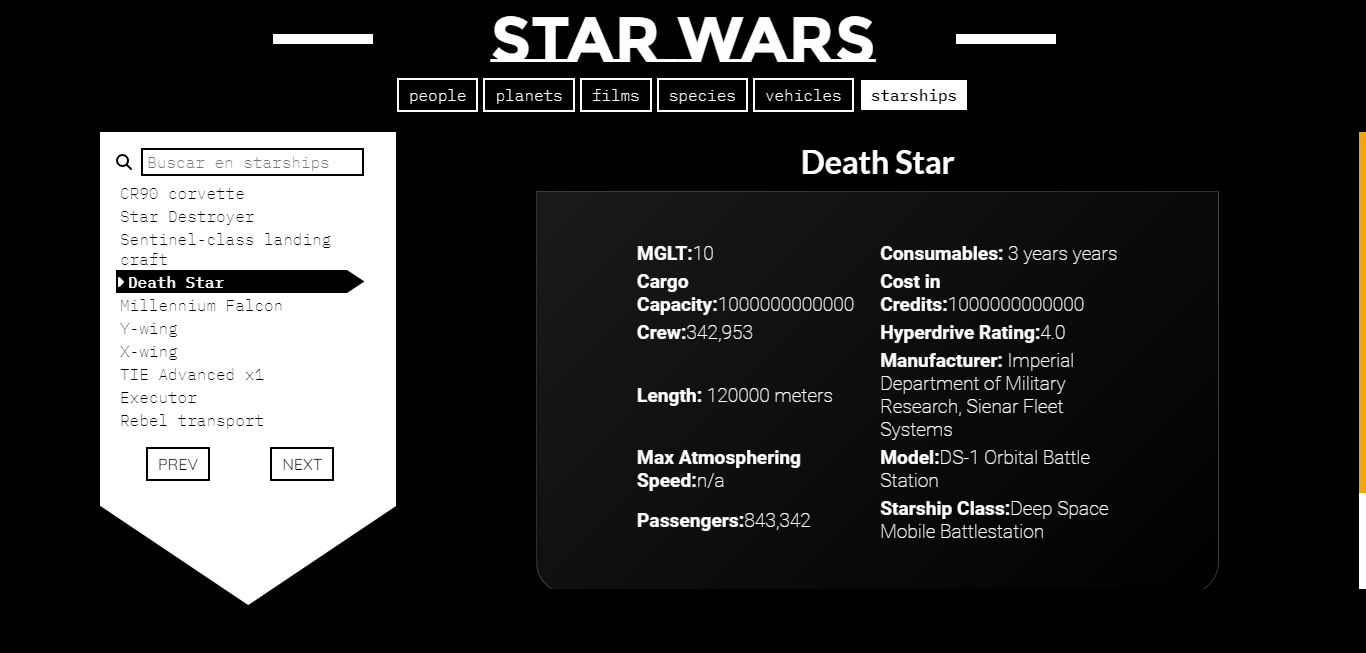 STAR WARS
people planets films species vehicles starships
Buscar en starships
CR90 corvette
Star Destroyer
Sentinel-class landing
craft
Death Star
Millennium Falcon
Y-wing
X-wing
TIE Advanced x1
Executor
Rebel transport
PREV NEXT
Death Star
MGLT:10
Consumables: 3 years years
Cargo
Capacity:1000000000000
Cost in
Credits:1000000000000
Crew:342,953
Hyperdrive Rating:4.0
Length: 120000 meters
Manufacturer: Imperial
Department of Military
Research, Sienar Fleet
Systems
Max Atmosphering
Speed:n/a
Model:DS-1 Orbital Battle
Station
Passengers:843,342
Starship Class:Deep Space
Mobile Battlestation